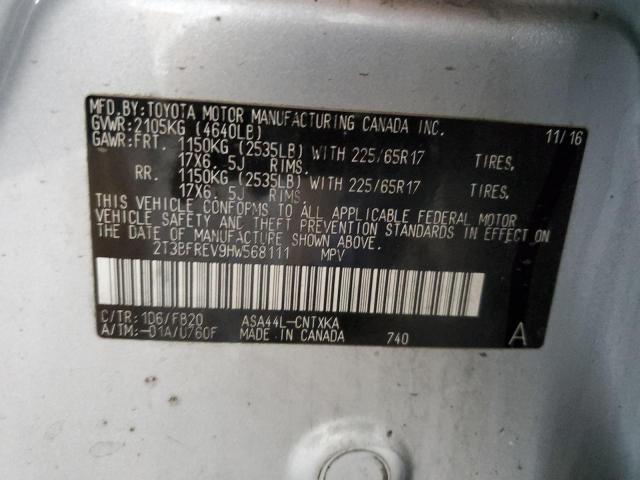 MFD.BY:TOYOTA MOTOR MANUFACTURING CANADA INC.
GVWR:2105KG (4640LB) 11/16
GAWR:FRT. 1150KG (2535LB) WITH 225/65R17 TIRES.
17X6.5J RIMS.
RR. 1150KG (2535LB) WITH 225/65R17 TIRES,
17X6.5J RIMS
THIS VEHICLE CONFORMS TO ALL APPLICABLE FEDERAL MOTOR
VEHICLE SAFETY AND THEFT PREVENTION STANDARDS IN EFFECT ON
THE DATE OF MANUFACTURE SHOWN ABOVE.
2T3BFREV9HW568111 MPV
C/TR:1D6/FB20 ASA44L-CNTXKA
A/TM:-01A/U760F MADE IN CANADA 740 A